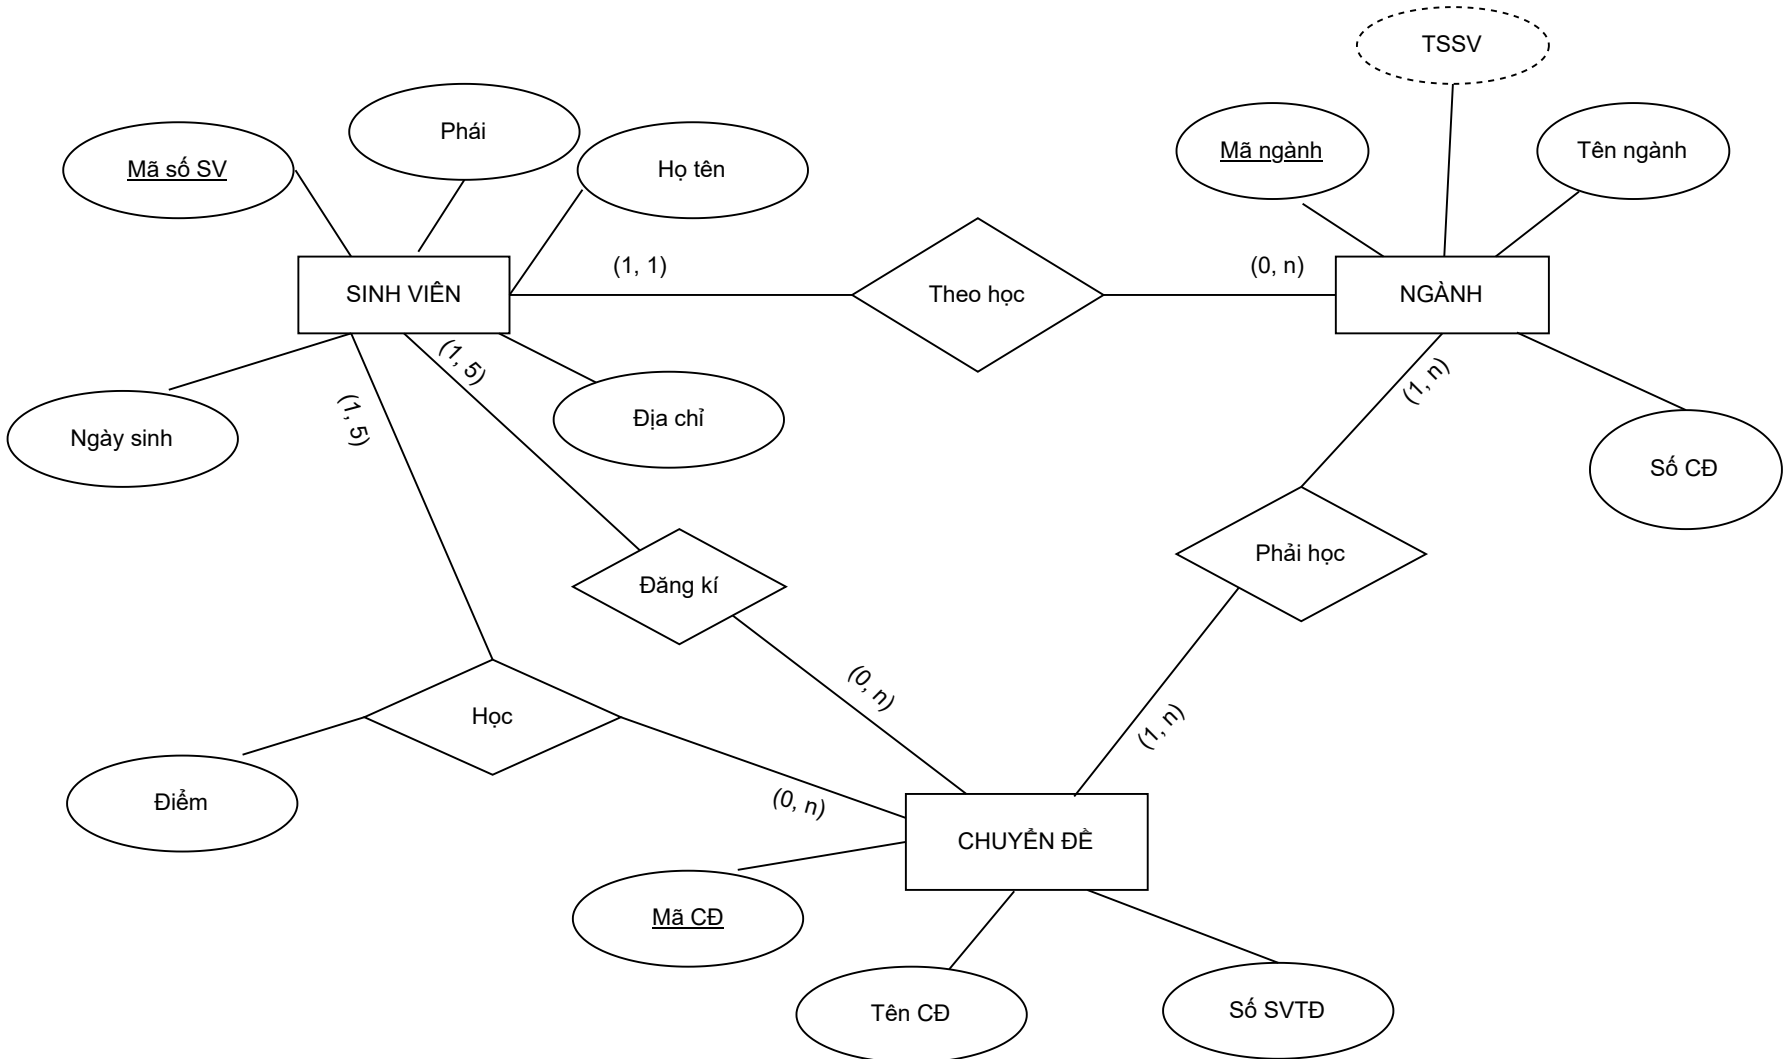 TSSV
Phái
Mã số SV
Họ tên
Mã ngành
Tên ngành
(1, 1)
(0, n)
SINH VIÊN
Theo học
NGÀNH
(1, 5)
(1, n)
(1, 5)
Địa chỉ
Ngày sinh
Số CĐ
Phải học
Đăng kí
(0, n)
Học
(1, n)
Điểm
(0, n)
CHUYỂN ĐỀ
Mã CĐ
Tên CĐ
Số SVTĐ